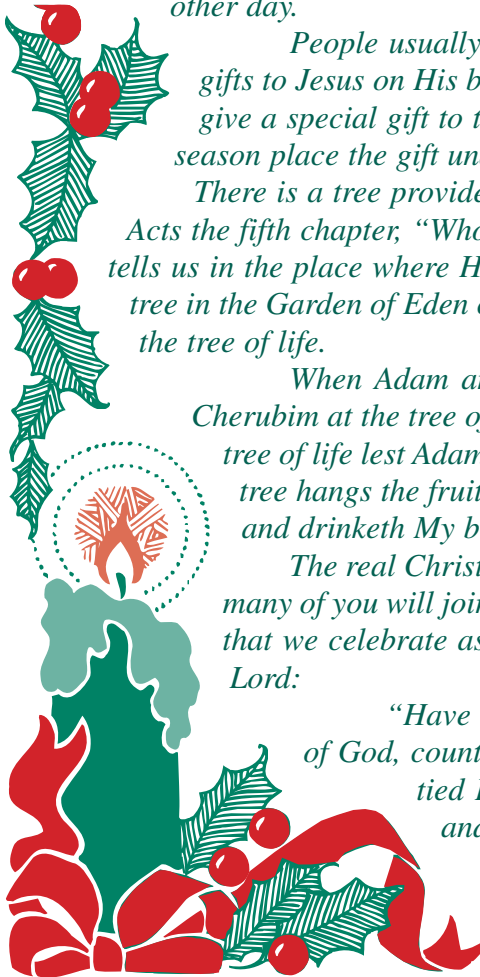 other day.
People usually
gifts to Jesus on His b
give a special gift to t
season place the gift un
There is a tree provide
Acts the fifth chapter, “Who
tells us in the place where H
tree in the Garden of Eden
the tree of life.
When Adam a
Cherubim at the tree o
tree of life lest Adam
tree hangs the fruit
and drinketh My b
The real Christ
many of you will join
that we celebrate as
Lord:
“Have
of God, count
tied
and